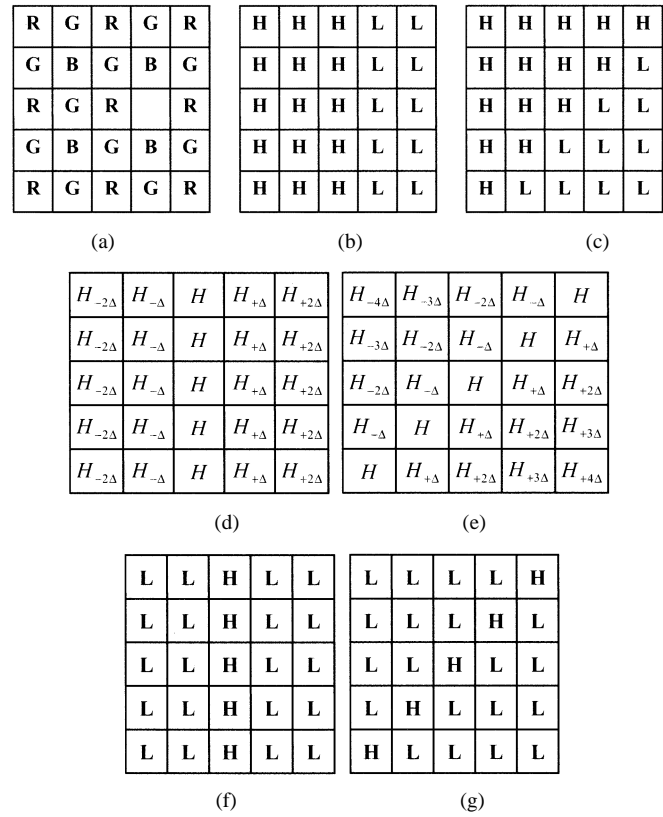 R G R G R
G B G B G
R G R R
G B G B G
R G R G R
(a)
H H H L L
H H H L L
H H H L L
H H H L L
H H H L L
(b)
H H H H H
H H H H L
H H H L L
H H L L L
H L L L L
(c)
H₋₂Δ H₋Δ H H₊Δ H₊₂Δ
H₋₂Δ H₋Δ H H₊Δ H₊₂Δ
H₋₂Δ H₋Δ H H₊Δ H₊₂Δ
H₋₂Δ H₋Δ H H₊Δ H₊₂Δ
H₋₂Δ H₋Δ H H₊Δ H₊₂Δ
(d)
H₋₄Δ H₋₃Δ H₋₂Δ H₋Δ H
H₋₃Δ H₋₂Δ H₋Δ H H₊Δ
H₋₂Δ H₋Δ H H₊Δ H₊₂Δ
H₋Δ H H₊Δ H₊₂Δ H₊₃Δ
H H₊Δ H₊₂Δ H₊₃Δ H₊₄Δ
(e)
L L H L L
L L H L L
L L H L L
L L H L L
L L H L L
(f)
L L L L H
L L L H L
L L H L L
L H L L L
H L L L L
(g)